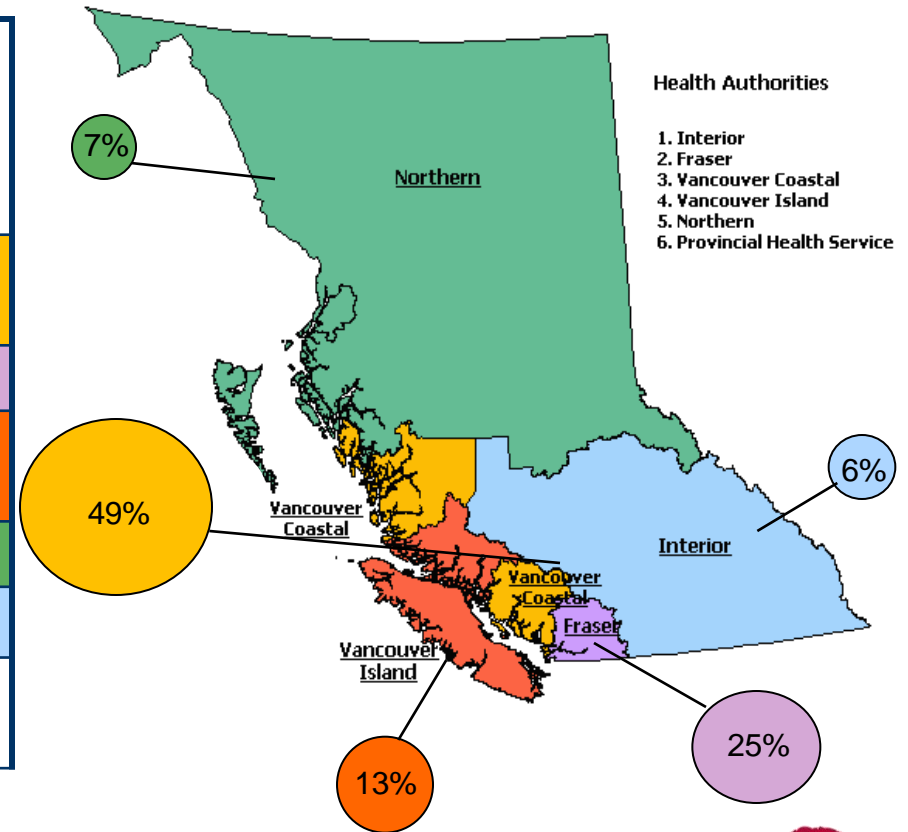 Health Authorities
1. Interior
2. Fraser
3. Vancouver Coastal
4. Vancouver Island
5. Northern
6. Provincial Health Service
7%
Northern
6%
49%
Vancouver
Coastal
Interior
Vancouver
Coastal
Fraser
Vancouver
Island
25%
13%